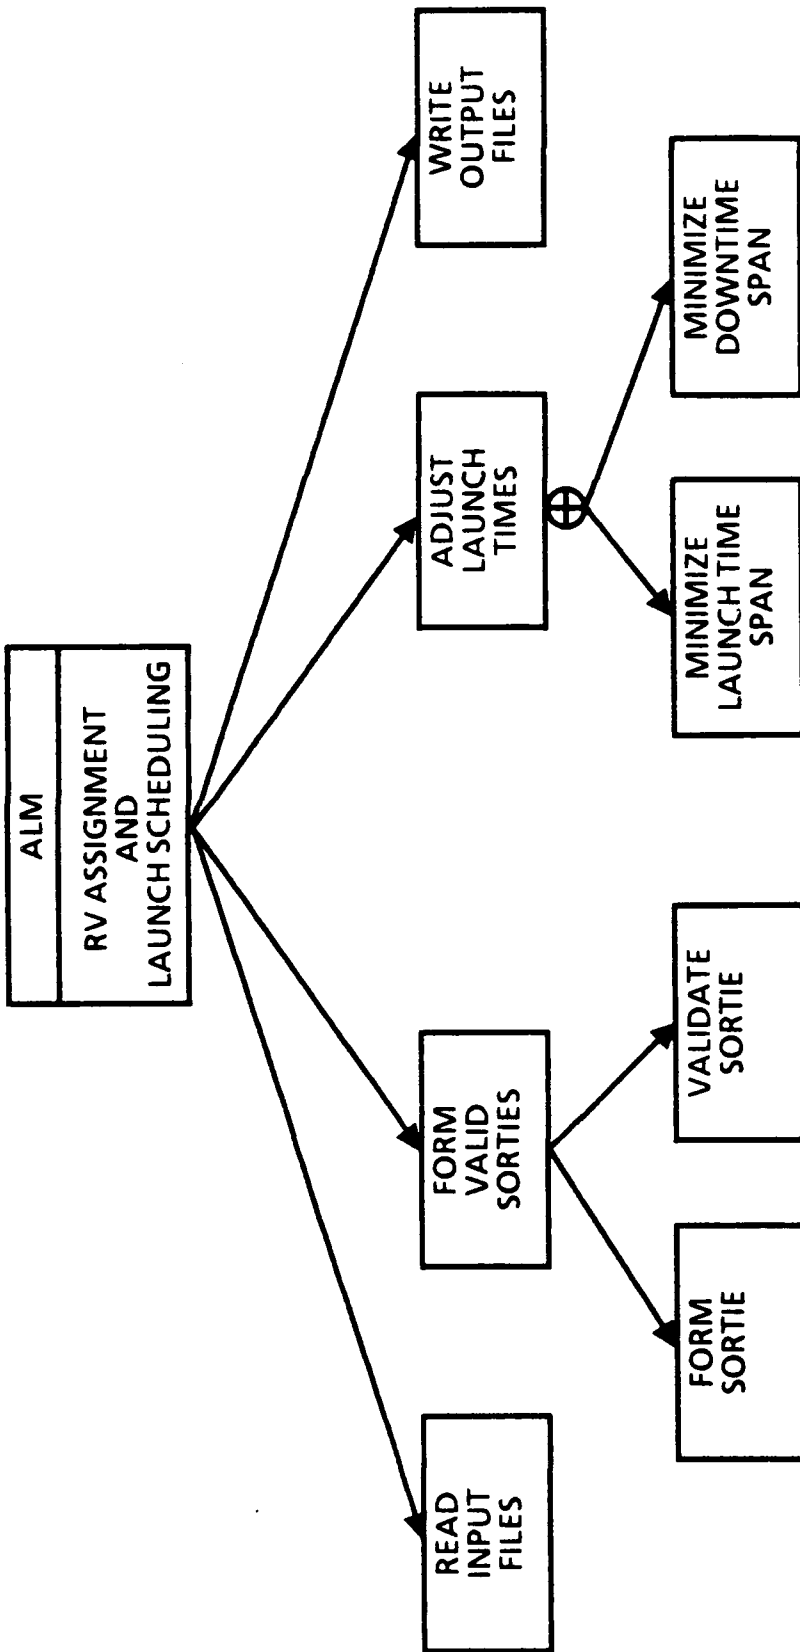 ALM
RV ASSIGNMENT
AND
LAUNCH SCHEDULING
READ
INPUT
FILES
FORM
VALID
SORTIES
ADJUST
LAUNCH
TIMES
WRITE
OUTPUT
FILES
FORM
SORTIE
VALIDATE
SORTIE
MINIMIZE
LAUNCH TIME
SPAN
MINIMIZE
DOWNTIME
SPAN